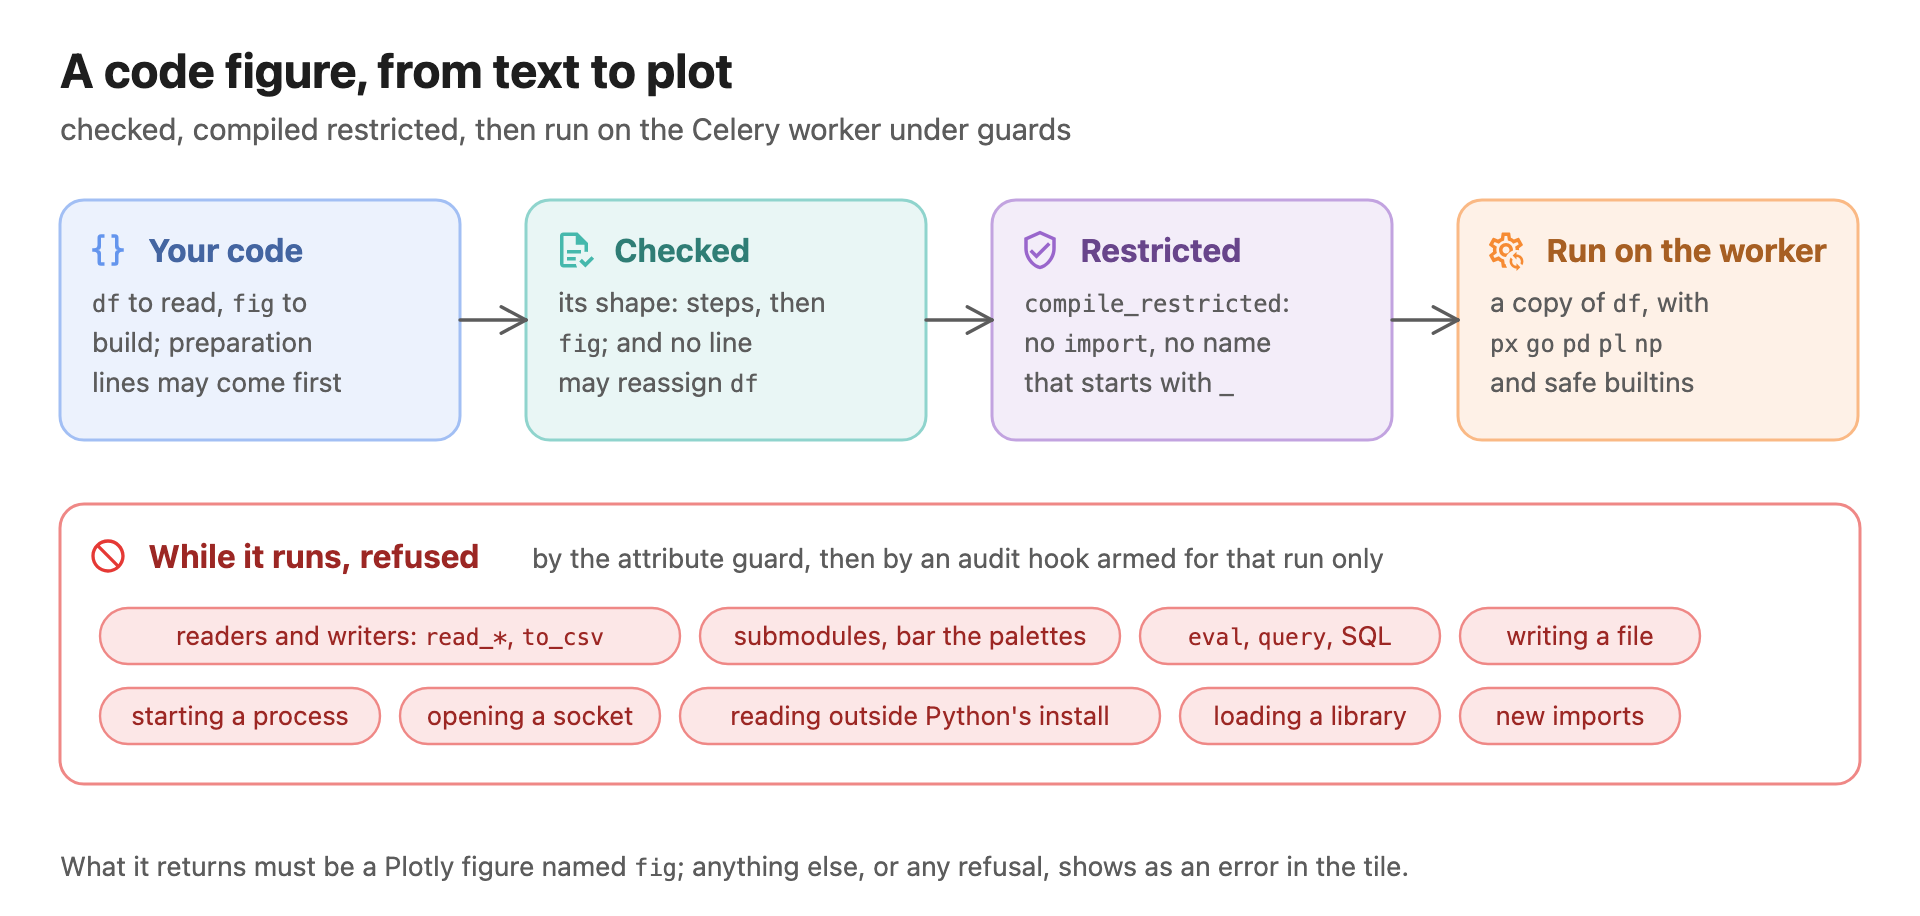 A code figure, from text to plot
checked, compiled restricted, then run on the Celery worker under guards
{} Your code
df to read, fig to
build; preparation
lines may come first
Checked
its shape: steps, then
fig; and no line
may reassign df
Restricted
compile_restricted:
no import, no name
that starts with _
Run on the worker
a copy of df, with
px go pd pl np
and safe builtins
While it runs, refused
by the attribute guard, then by an audit hook armed for that run only
readers and writers: read_*, to_csv
submodules, bar the palettes
eval, query, SQL
writing a file
starting a process
opening a socket
reading outside Python's install
loading a library
new imports
What it returns must be a Plotly figure named fig; anything else, or any refusal, shows as an error in the tile.